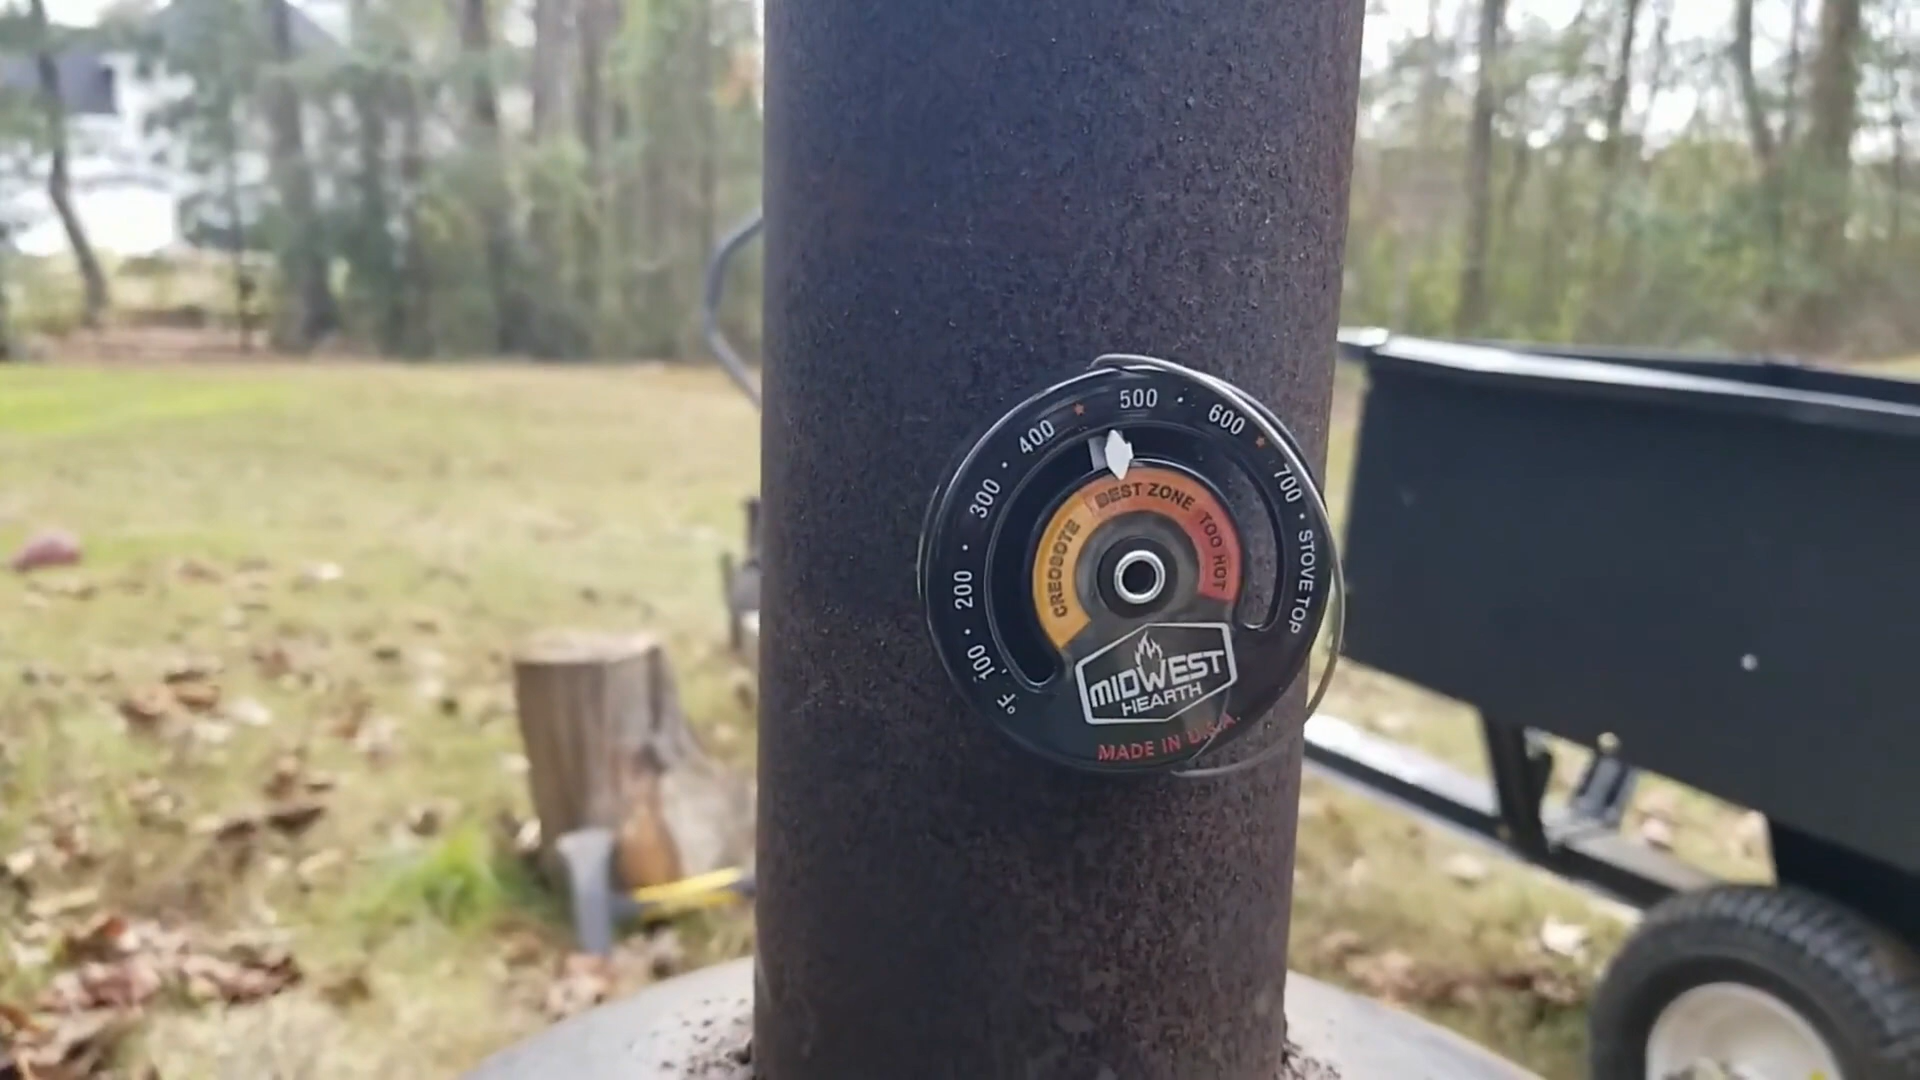 100 · 200 · 300 · 400 500 · 600 700 · STOVE TOP
°F
CREOSOTE BEST ZONE TOO HOT
MIDWEST
HEARTH
MADE IN U.S.A.